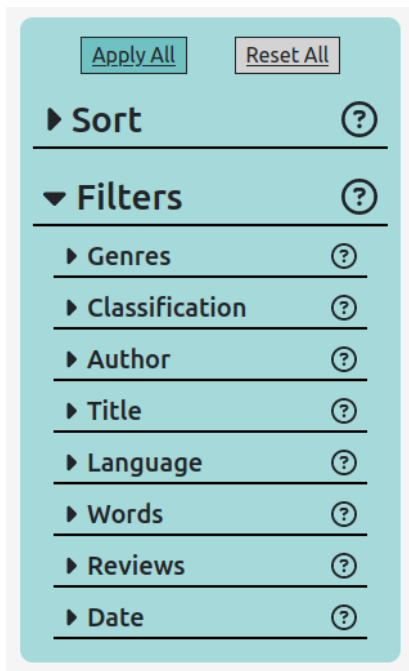 Apply All Reset All
Sort ?
Filters ?
Genres ?
Classification ?
Author ?
Title ?
Language ?
Words ?
Reviews ?
Date ?